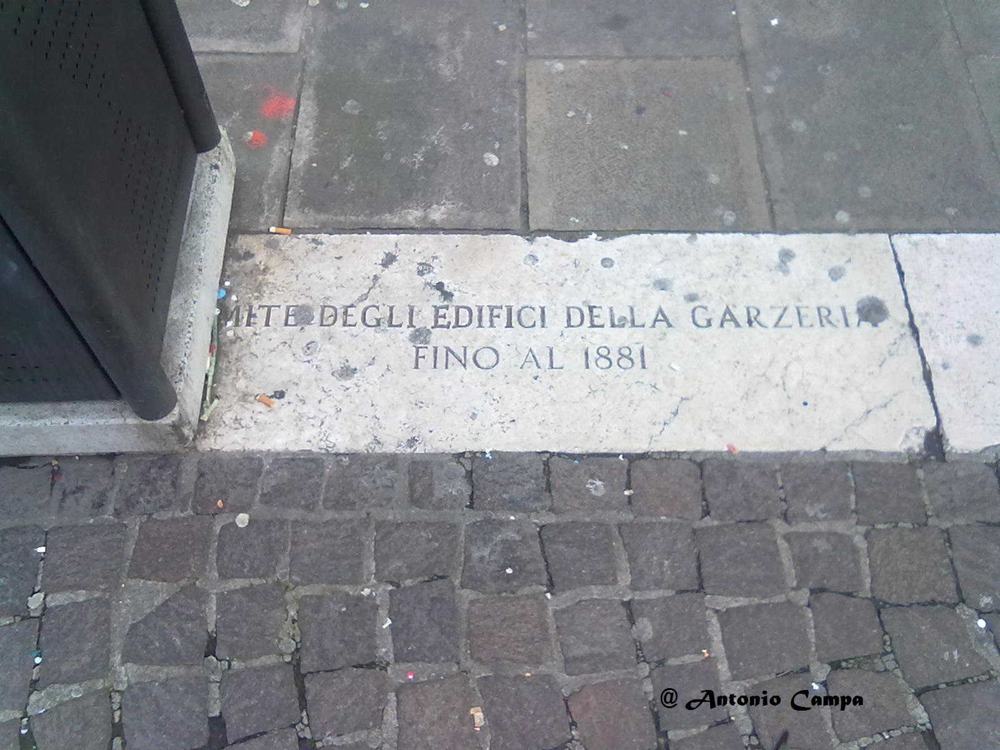 MITE DEGLI EDIFICI DELLA GARZERIA
FINO AL 1881
@ Antonio Campa